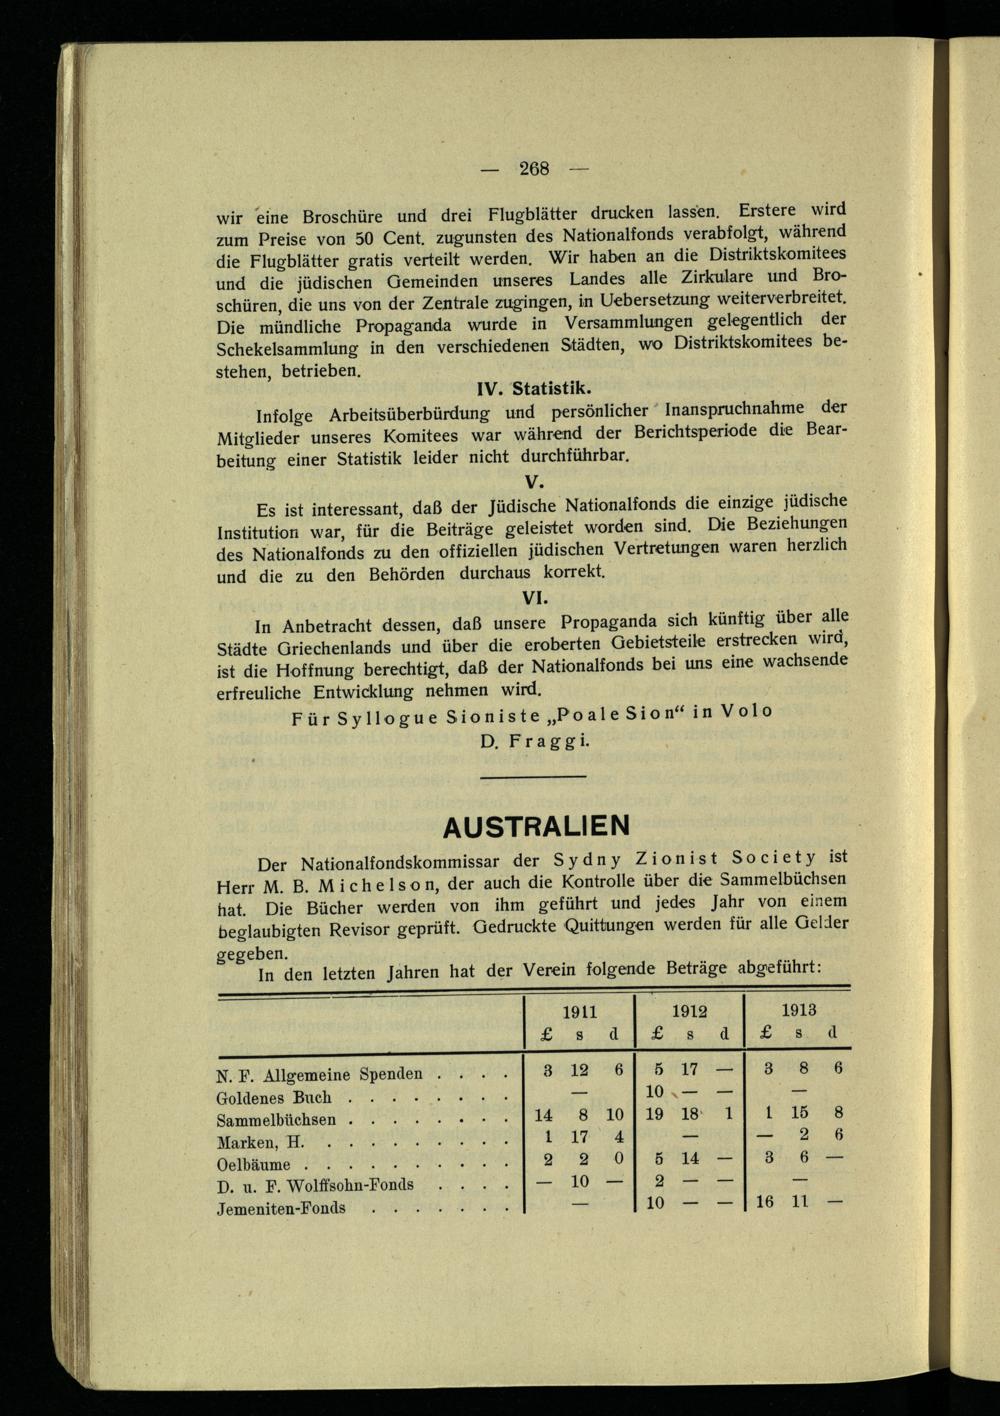 — 268 —
wir eine Broschüre und drei Flugblätter drucken lassen. Erstere wird
zum Preise von 50 Cent. zugunsten des Nationalfonds verabfolgt, während
die Flugblätter gratis verteilt werden. Wir haben an die Distriktskomitees
und die jüdischen Gemeinden unseres Landes alle Zirkulare und Bro-
schüren, die uns von der Zentrale zugingen, in Uebersetzung weiterverbreitet.
Die mündliche Propaganda wurde in Versammlungen gelegentlich der
Schekelsammlung in den verschiedenen Städten, wo Distriktskomitees be-
stehen, betrieben.
IV. Statistik.
Infolge Arbeitsüberbürdung und persönlicher Inanspruchnahme der
Mitglieder unseres Komitees war während der Berichtsperiode die Bear-
beitung einer Statistik leider nicht durchführbar.
V.
Es ist interessant, daß der Jüdische Nationalfonds die einzige jüdische
Institution war, für die Beiträge geleistet worden sind. Die Beziehungen
des Nationalfonds zu den offiziellen jüdischen Vertretungen waren herzlich
und die zu den Behörden durchaus korrekt.
VI.
In Anbetracht dessen, daß unsere Propaganda sich künftig über alle
Städte Griechenlands und über die eroberten Gebietsteile erstrecken wird,
ist die Hoffnung berechtigt, daß der Nationalfonds bei uns eine wachsende
erfreuliche Entwicklung nehmen wird.
Für Syllogue Sioniste „Poale Sion“ in Volo
D. Fraggi.
AUSTRALIEN
Der Nationalfondskommissar der Sydny Zionist Society ist
Herr M. B. Michelson, der auch die Kontrolle über die Sammelbüchsen
hat. Die Bücher werden von ihm geführt und jedes Jahr von einem
beglaubigten Revisor geprüft. Gedruckte Quittungen werden für alle Gelder
gegeben.
In den letzten Jahren hat der Verein folgende Beträge abgeführt:
1911 1912 1913
£ s d £ s d £ s d
N. F. Allgemeine Spenden . . . . 3 12 6 5 17 — 3 8 6
Goldenes Buch . . . . . . . . — 10 — — —
Sammelbüchsen . . . . . . . . 14 8 10 19 18 1 1 15 8
Marken, H. . . . . . . . . . 1 17 4 — — 2 6
Oelbäume . . . . . . . . . . 2 2 0 5 14 — 3 6 —
D. u. F. Wolffsohn-Fonds . . . . — 10 — 2 — — —
Jemeniten-Fonds . . . . . . . — 10 — — 16 11 —